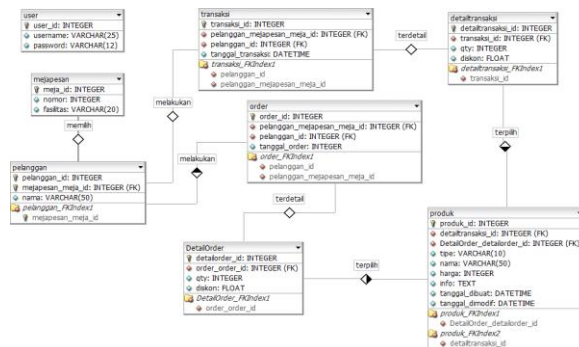 user
user_id: INTEGER
username: VARCHAR(25)
password: VARCHAR(12)
mejapesan
meja_id: INTEGER
nomor: INTEGER
fasilitas: VARCHAR(20)
memilih
pelanggan
pelanggan_id: INTEGER
mejapesan_meja_id: INTEGER (FK)
nama: VARCHAR(50)
pelanggan_FKIndex1
mejapesan_meja_id
melakukan
melakukan
transaksi
transaksi_id: INTEGER
pelanggan_mejapesan_meja_id: INTEGER (FK)
pelanggan_id: INTEGER (FK)
tanggal_transaksi: DATETIME
transaksi_FKIndex1
pelanggan_id
pelanggan_mejapesan_meja_id
terdetail
detailtransaksi
detailtransaksi_id: INTEGER
transaksi_id: INTEGER (FK)
qty: INTEGER
diskon: FLOAT
detailtransaksi_FKIndex1
transaksi_id
order
order_id: INTEGER
pelanggan_mejapesan_meja_id: INTEGER (FK)
pelanggan_id: INTEGER (FK)
tanggal_order: INTEGER
order_FKIndex1
pelanggan_id
pelanggan_mejapesan_meja_id
terdetail
terpilih
DetailOrder
detailorder_id: INTEGER
order_order_id: INTEGER (FK)
qty: INTEGER
diskon: FLOAT
DetailOrder_FKIndex1
order_order_id
terpilih
produk
produk_id: INTEGER
detailtransaksi_id: INTEGER (FK)
DetailOrder_detailorder_id: INTEGER (FK)
tipe: VARCHAR(10)
nama: VARCHAR(50)
harga: INTEGER
info: TEXT
tanggal_dibuat: DATETIME
tanggal_dimodif: DATETIME
produk_FKIndex1
DetailOrder_detailorder_id
produk_FKIndex2
detailtransaksi_id